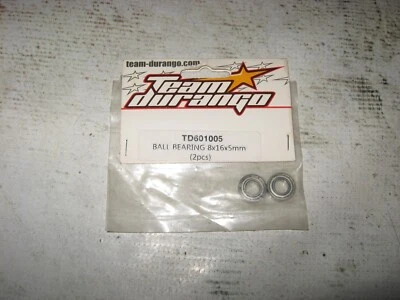 team-durango.com
Team
durango
TD601005
BALL BEARING 8x16x5mm
(2pcs)